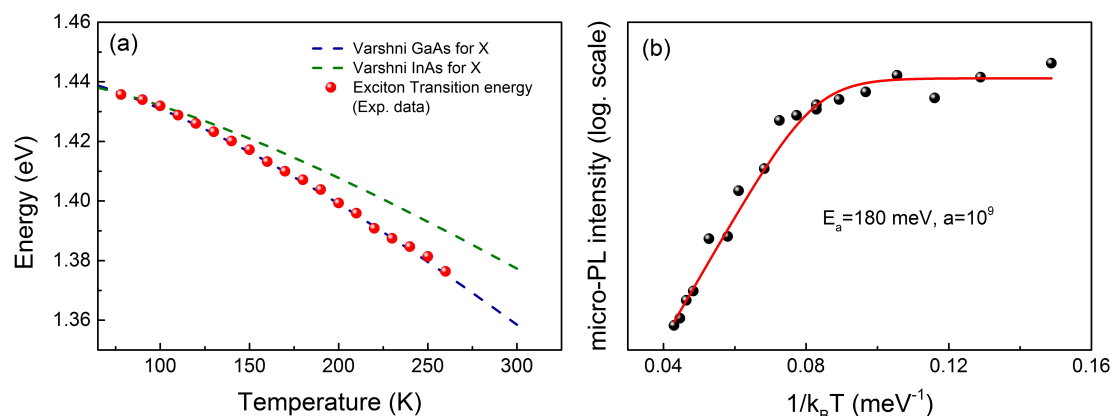 (a)
Varshni GaAs for X
Varshni InAs for X
Exciton Transition energy
(Exp. data)
1.46
1.44
1.42
1.40
1.38
1.36
Energy (eV)
100
150
200
250
300
Temperature (K)
(b)
micro-PL intensity (log. scale)
Eₐ=180 meV, a=10⁹
0.04
0.08
0.12
0.16
1/k_BT (meV⁻¹)